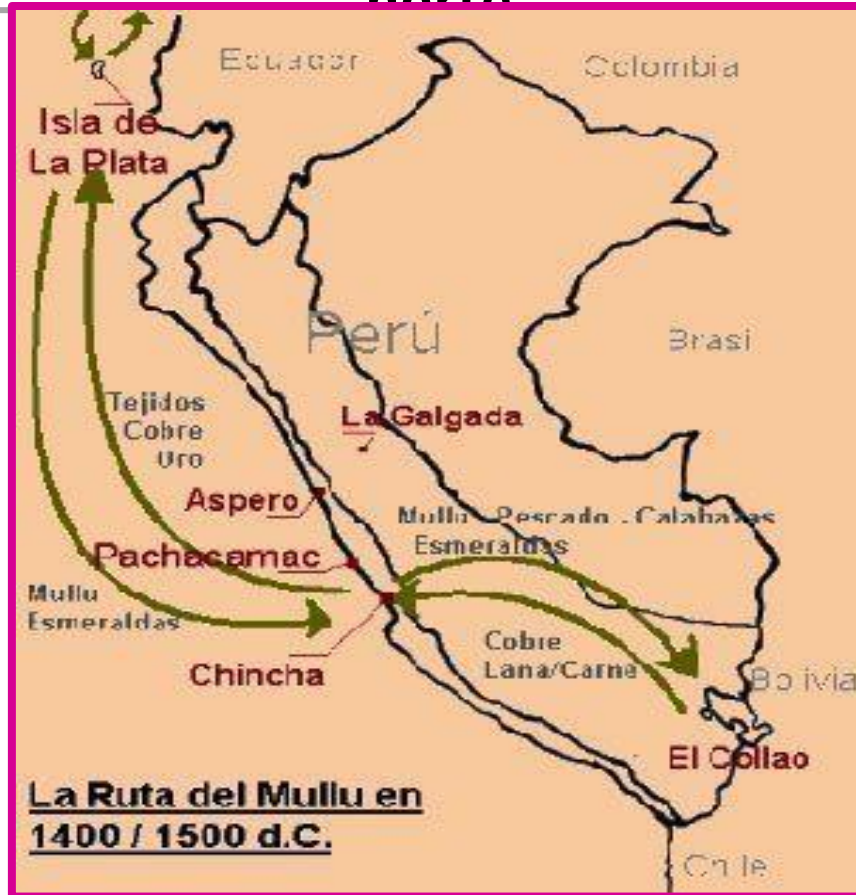 Ecuador
Colombia
Isla de
La Plata
Perú
Brasi
Tejidos
Cobre
Oro
La Galgada
Aspero
Mullu - Pescado - Calabazas
Esmeraldas
Pachacamac
Mullu
Esmeraldas
Chincha
Cobre
Lana/Carne
Bolivia
El Collao
La Ruta del Mullu en
1400 / 1500 d.C.
Chile